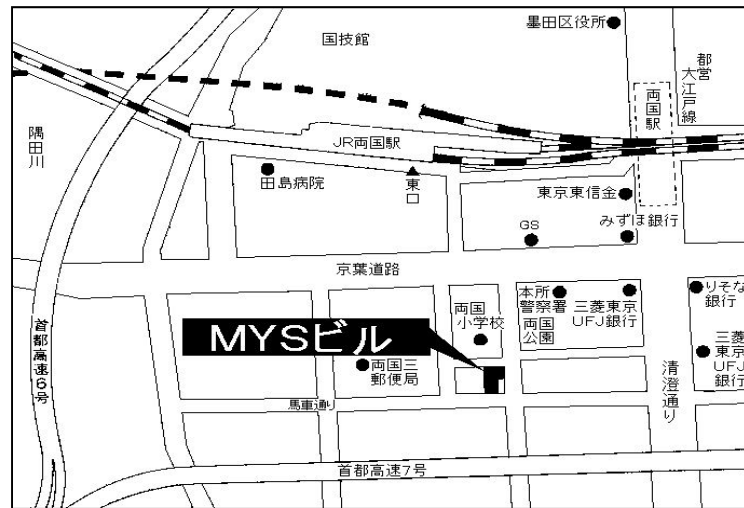 墨田区役所
国技館
都営
大江戸線
両国駅
隅田川
JR両国駅
田島病院
東口
東京東信金
みずほ銀行
GS
京葉道路
両国
小学校
本所
警察署
両国
公園
三菱東京
UFJ銀行
りそな
銀行
三菱
東京
UFJ
銀行
MYSビル
両国三
郵便局
首都高速6号
馬車通り
清澄通り
首都高速7号